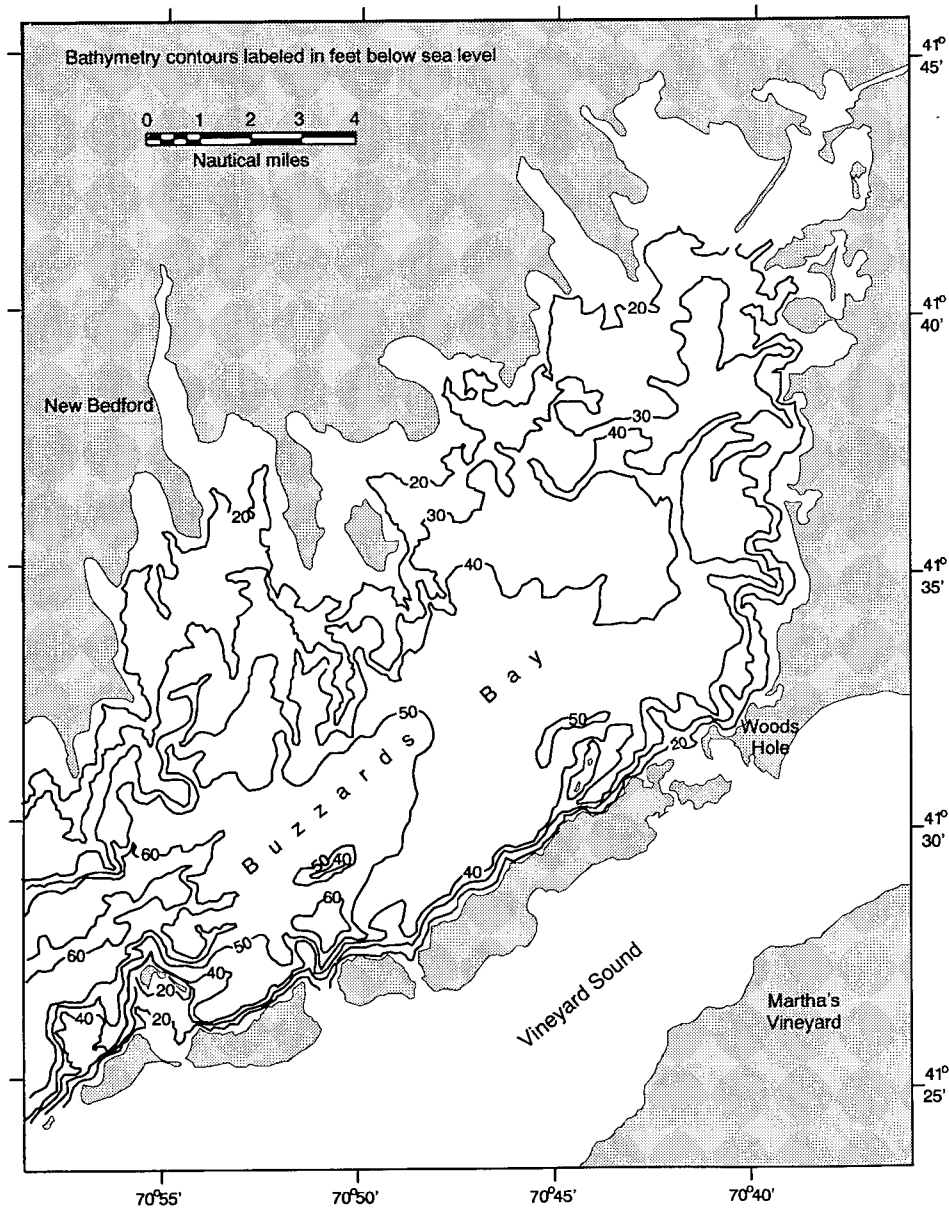 Bathymetry contours labeled in feet below sea level
41°
45'
0 1 2 3 4
Nautical miles
20
41°
40'
New Bedford
30
40
20
20
30
40
41°
35'
Buzzards Bay
50
50
Woods
Hole
20
41°
30'
60
50 40
40
60
50
60
40
20
40
20
Vineyard Sound
Martha's
Vineyard
41°
25'
70°55' 70°50' 70°45' 70°40'